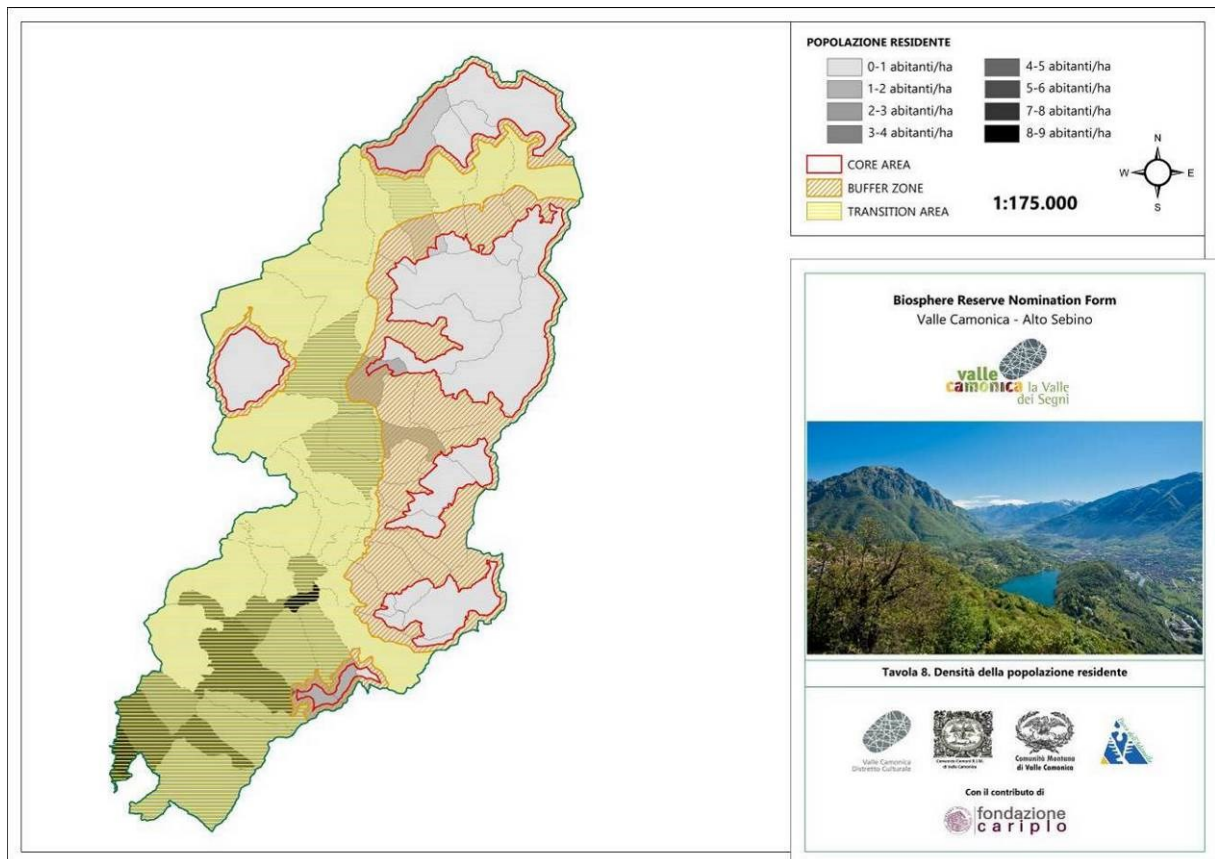 POPOLAZIONE RESIDENTE
0-1 abitanti/ha
1-2 abitanti/ha
2-3 abitanti/ha
3-4 abitanti/ha
4-5 abitanti/ha
5-6 abitanti/ha
7-8 abitanti/ha
8-9 abitanti/ha
CORE AREA
BUFFER ZONE
TRANSITION AREA
1:175.000
N
W
E
S
Biosphere Reserve Nomination Form
Valle Camonica - Alto Sebino
valle
camonica la Valle
dei Segni
Tavola 8. Densità della popolazione residente
Valle Camonica
Distretto Culturale
di Valle Camonica
Comunità Montana
di Valle Camonica
Con il contributo di
fondazione
cariplo